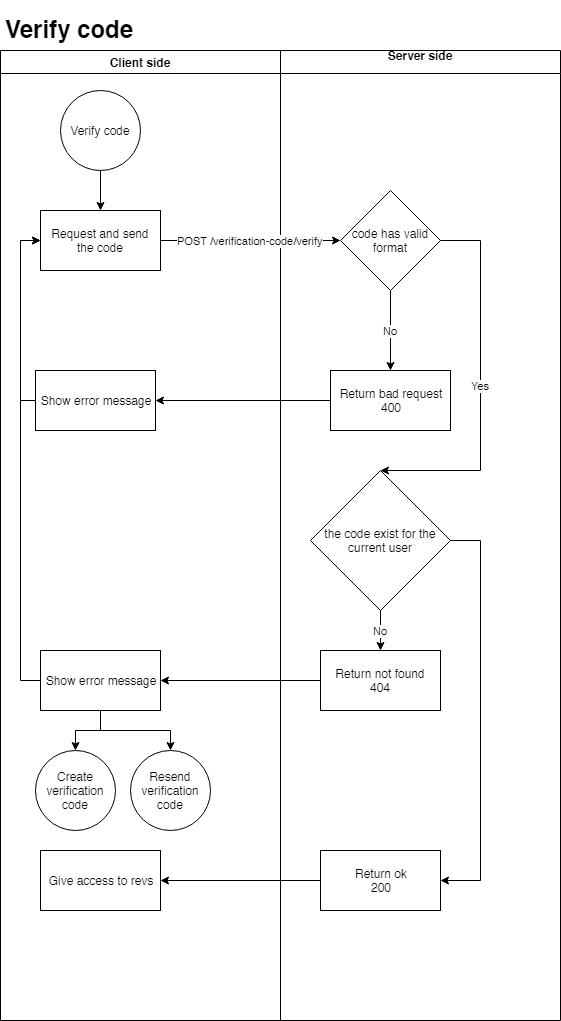 Verify code
Client side
Server side
Verify code
Request and send
the code
POST /verification-code/verify
code has valid
format
No
Yes
Show error message
Return bad request
400
the code exist for the
current user
No
Show error message
Return not found
404
Create
verification
code
Resend
verification
code
Give access to revs
Return ok
200